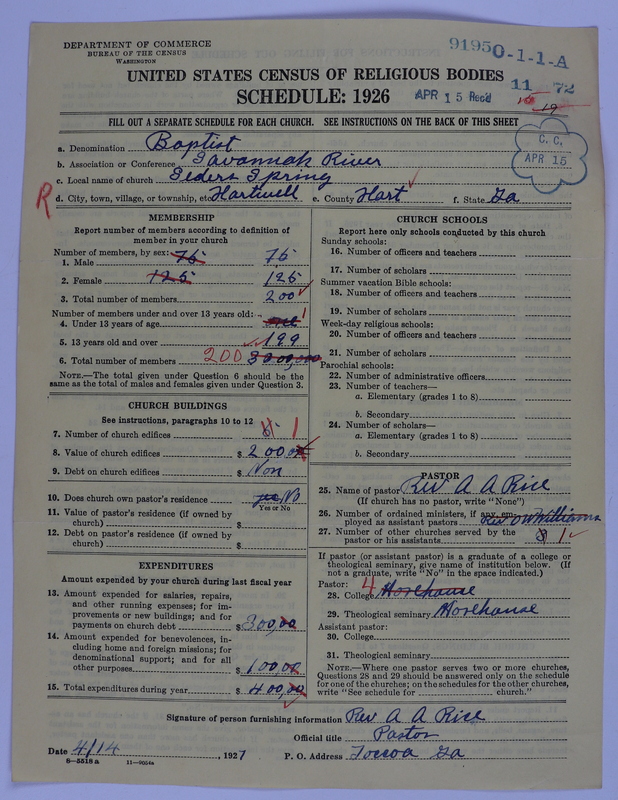 DEPARTMENT OF COMMERCE
BUREAU OF THE CENSUS
WASHINGTON
91950-1-1-A
UNITED STATES CENSUS OF RELIGIOUS BODIES
SCHEDULE: 1926
APR 15 Rec'd
11 72
19
FILL OUT A SEPARATE SCHEDULE FOR EACH CHURCH. SEE INSTRUCTIONS ON THE BACK OF THIS SHEET
C. C.
APR 15
a. Denomination Baptist
b. Association or Conference Savannah River
c. Local name of church Seders Spring
R d. City, town, village, or township, etc. Hartwell e. County Hart f. State Ga
MEMBERSHIP
Report number of members according to definition of
member in your church
Number of members, by sex:
1. Male 75 75
2. Female 125 125
3. Total number of members 200
Number of members under and over 13 years old:
4. Under 13 years of age 1
5. 13 years old and over 199
6. Total number of members 200
NOTE.—The total given under Question 6 should be
same as the total of males and females given under Question 3.
CHURCH BUILDINGS
See instructions, paragraphs 10 to 12
7. Number of church edifices 1
8. Value of church edifices $ 2000
9. Debt on church edifices $ Non
10. Does church own pastor's residence No
Yes or No
11. Value of pastor's residence (if owned by
church) $
12. Debt on pastor's residence (if owned by
church) $
EXPENDITURES
Amount expended by your church during last fiscal year
13. Amount expended for salaries, repairs,
and other running expenses; for im-
provements or new buildings; and for
payments on church debt $ 300,00
14. Amount expended for benevolences, in-
cluding home and foreign missions; for
denominational support; and for all
other purposes $ 100,00
15. Total expenditures during year $ 400,00
CHURCH SCHOOLS
Report here only schools conducted by this church
Sunday schools:
16. Number of officers and teachers
17. Number of scholars
Summer vacation Bible schools:
18. Number of officers and teachers
19. Number of scholars
Week-day religious schools:
20. Number of officers and teachers
21. Number of scholars
Parochial schools:
22. Number of administrative officers
23. Number of teachers—
a. Elementary (grades 1 to 8)
b. Secondary
24. Number of scholars—
a. Elementary (grades 1 to 8)
b. Secondary
PASTOR
25. Name of pastor Rev A A Rice
(If church has no pastor, write "None")
26. Number of ordained ministers, if any, em-
ployed as assistant pastors Rev O W Williams
27. Number of other churches served by the
pastor or his assistants 1
If pastor (or assistant pastor) is a graduate of a college or
theological seminary, give name of institution below. (If
not a graduate, write "No" in the space indicated.)
Pastor: 4
28. College Morehouse
29. Theological seminary Morehouse
Assistant pastor:
30. College
31. Theological seminary
NOTE.—Where one pastor serves two or more churches,
Questions 28 and 29 should be answered only on the schedule
for one of the churches; on the schedules for the other churches,
write "See schedule for church."
Signature of person furnishing information Rev A A Rice
Official title Pastor
Date 4/14, 1927 P. O. Address Toccoa Ga
8—5518 a 11—9054a